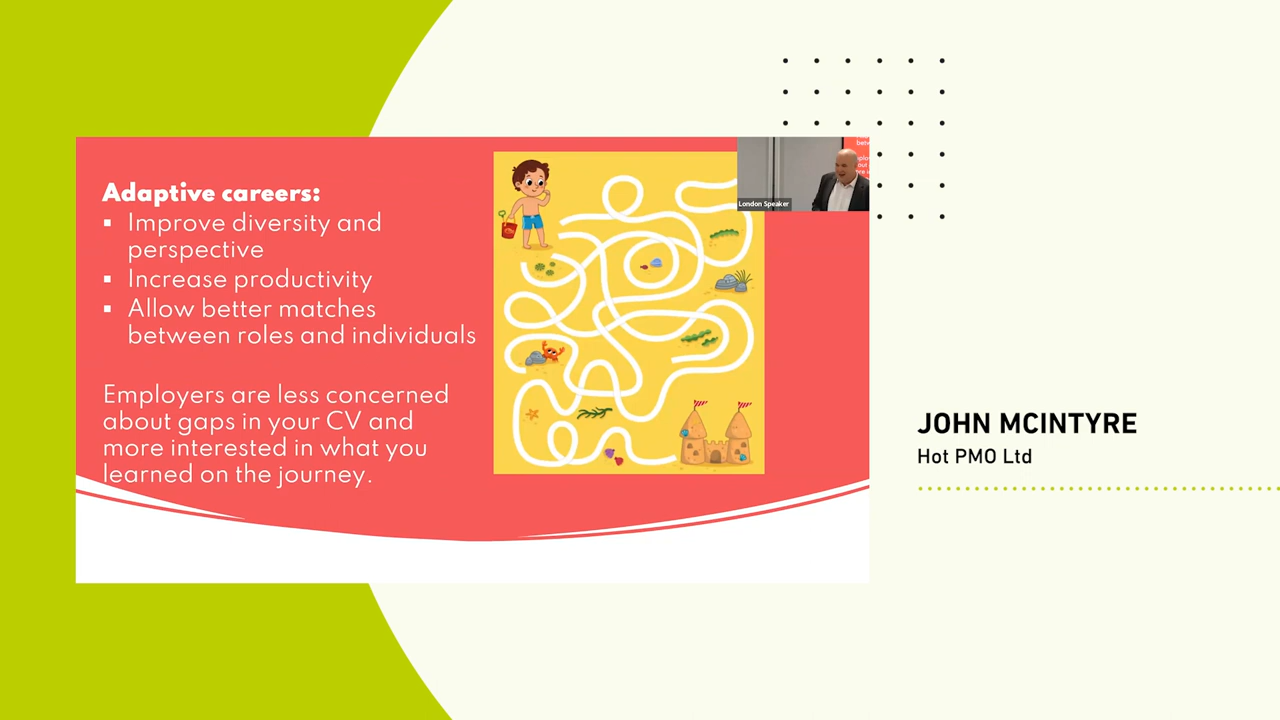 Adaptive careers:
▪ Improve diversity and
perspective
▪ Increase productivity
▪ Allow better matches
between roles and individuals
Employers are less concerned
about gaps in your CV and
more interested in what you
learned on the journey.
London Speaker
JOHN MCINTYRE
Hot PMO Ltd